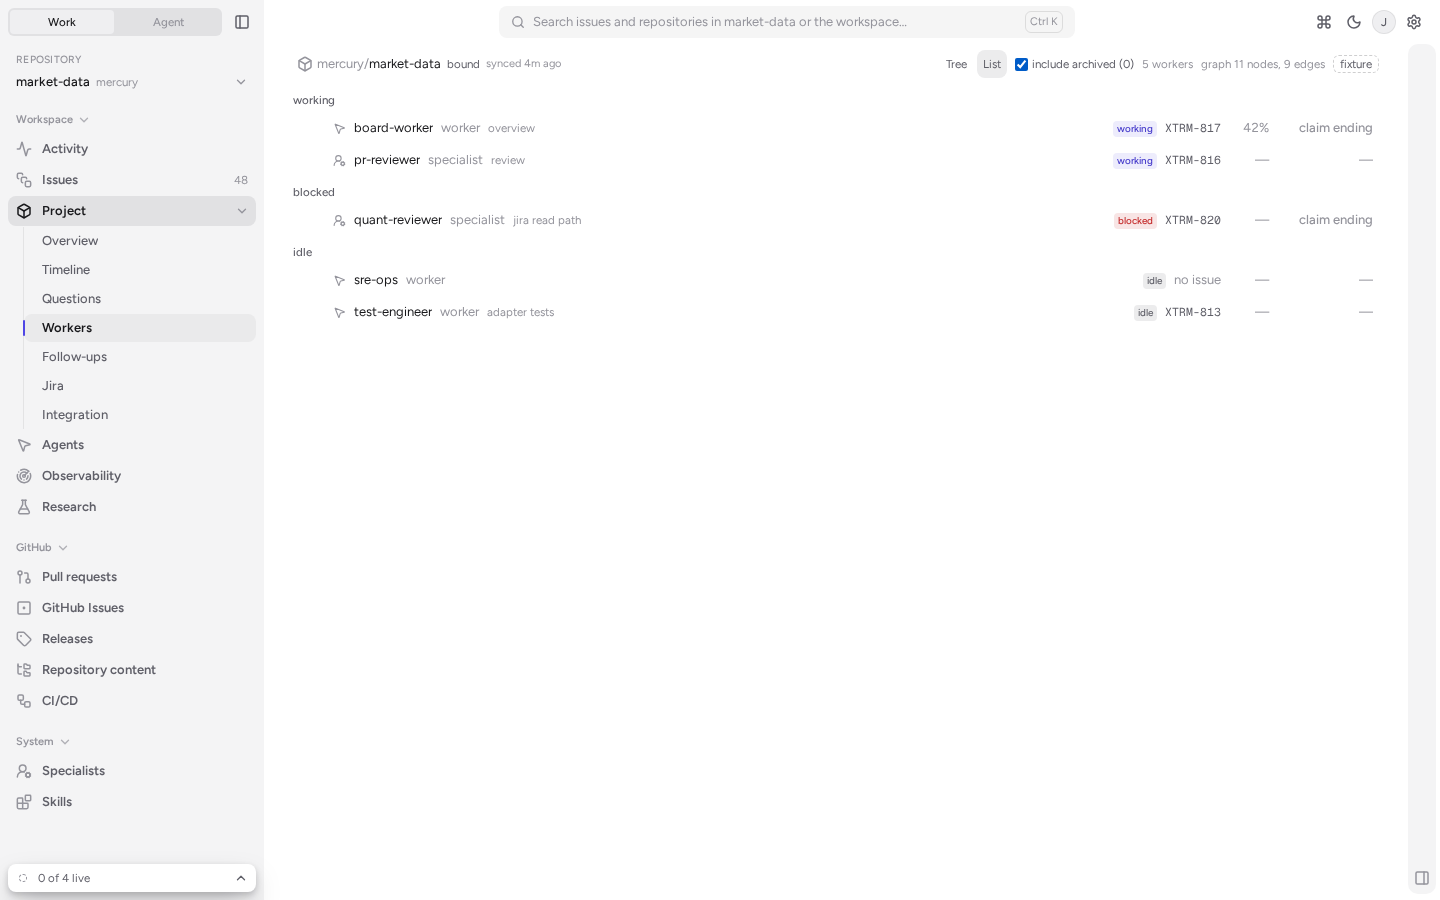 Work Agent
Search issues and repositories in market-data or the workspace... Ctrl K
J
REPOSITORY
market-data mercury
mercury/market-data bound synced 4m ago
Tree List include archived (0) 5 workers graph 11 nodes, 9 edges fixture
Workspace
Activity
Issues 48
Project
Overview
Timeline
Questions
Workers
Follow-ups
Jira
Integration
Agents
Observability
Research
GitHub
Pull requests
GitHub Issues
Releases
Repository content
CI/CD
System
Specialists
Skills
0 of 4 live
working
board-worker worker overview working XTRM-817 42% claim ending
pr-reviewer specialist review working XTRM-816 — —
blocked
quant-reviewer specialist jira read path blocked XTRM-820 — claim ending
idle
sre-ops worker idle no issue — —
test-engineer worker adapter tests idle XTRM-813 — —